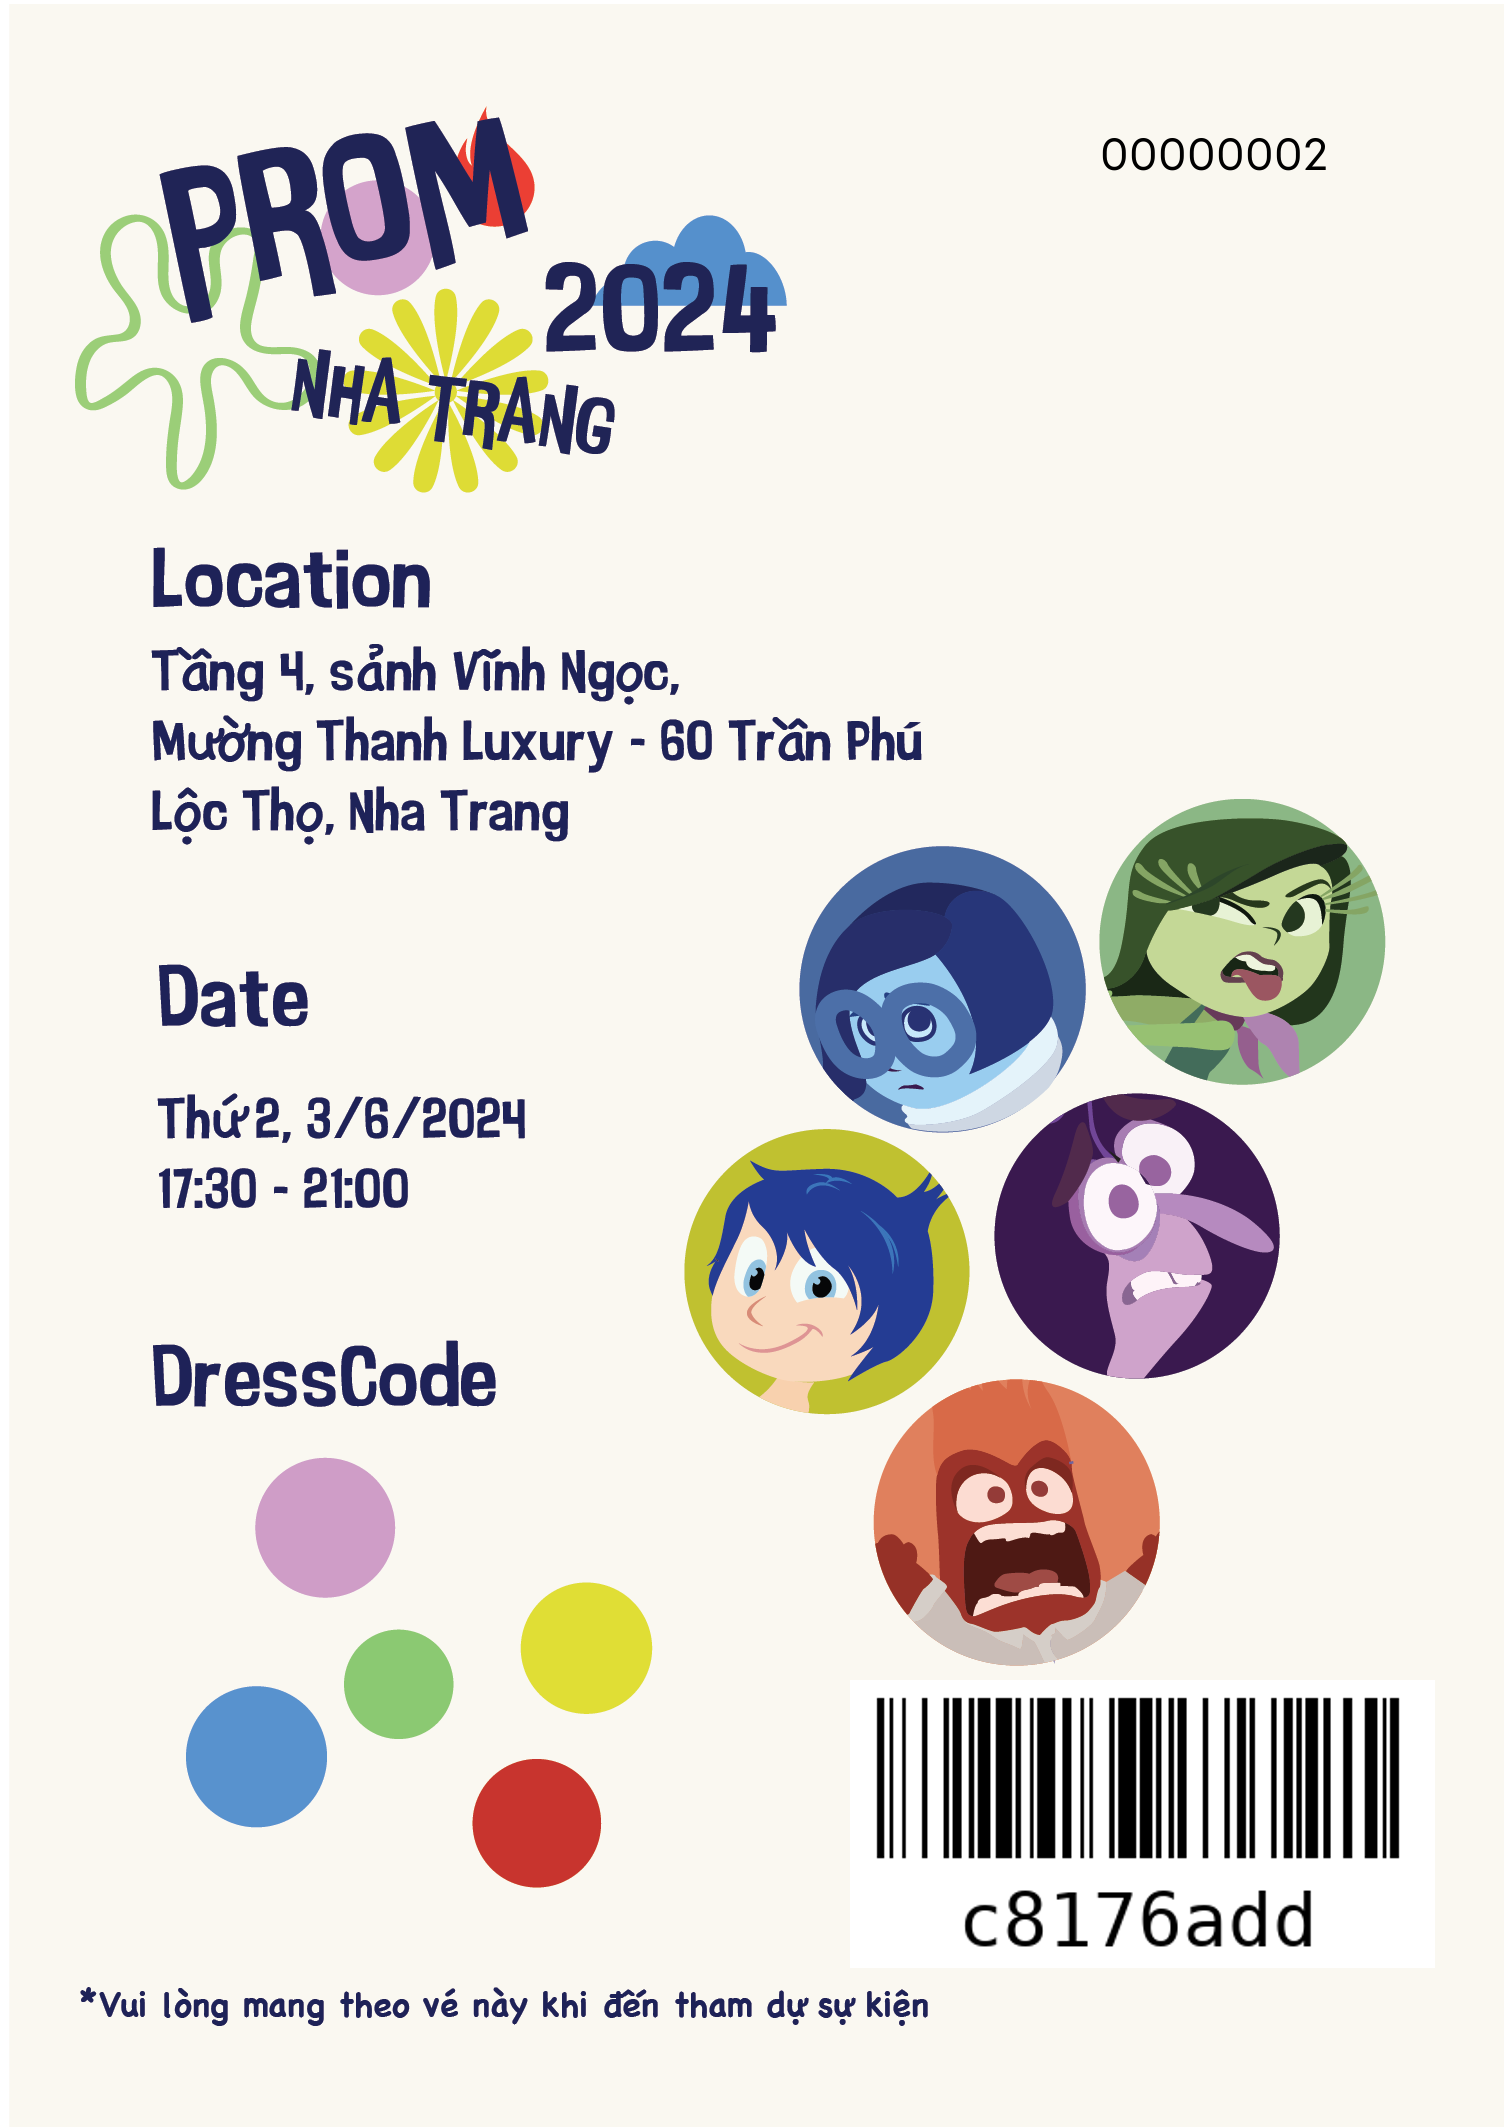 PROM
2024
NHA TRANG
00000002
Location
Tầng 4, sảnh Vĩnh Ngọc,
Mường Thanh Luxury - 60 Trần Phú
Lộc Thọ, Nha Trang
Date
Thứ 2, 3/6/2024
17:30 - 21:00
DressCode
c8176add
*Vui lòng mang theo vé này khi đến tham dự sự kiện